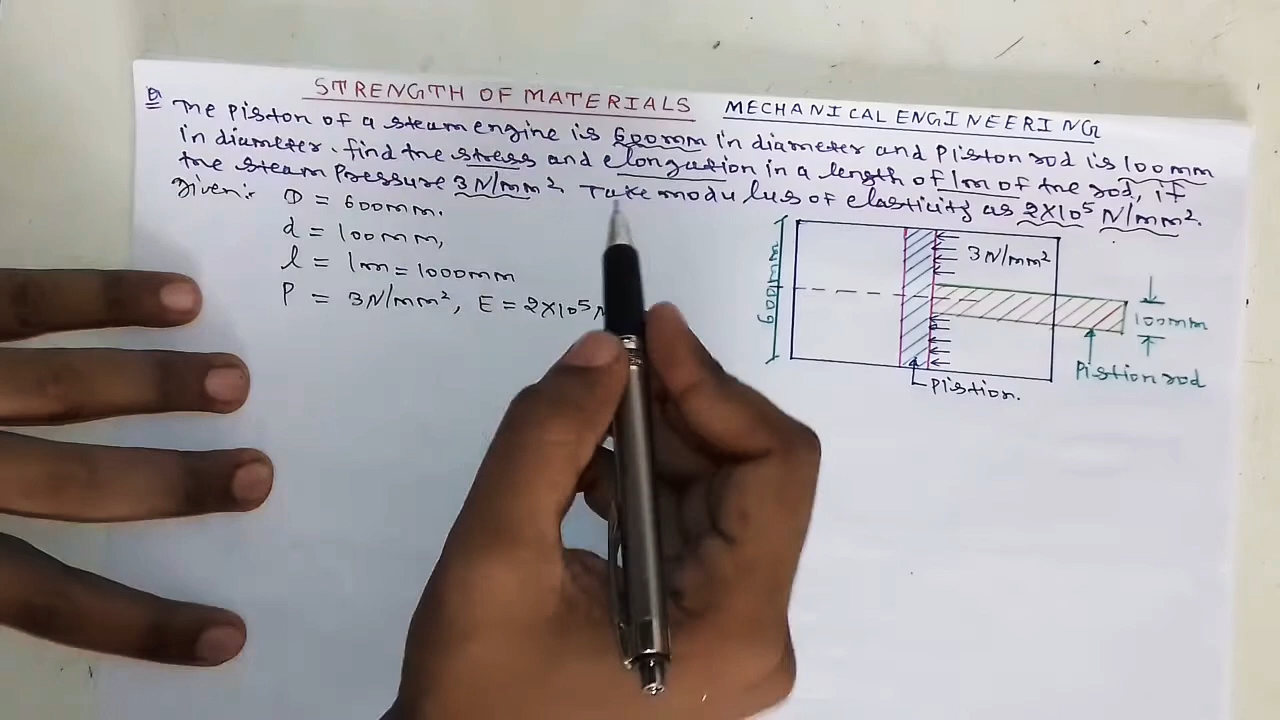 STRENGTH OF MATERIALS MECHANICAL ENGINEERING
Q The Piston of a steam engine is 600mm in diameter and Pliston rod is 100mm
in diameter. find the stress and elongation in a length of 1m of the rod, if
the steam Pressure 3N/mm². Take modulus of elasticity as 2×10⁵ N/mm².
Given:- D = 600mm.
d = 100mm,
l = 1m = 1000mm
P = 3N/mm², E = 2×10⁵ N
600mm
3N/mm²
100mm
Pistion rod
Pistion.